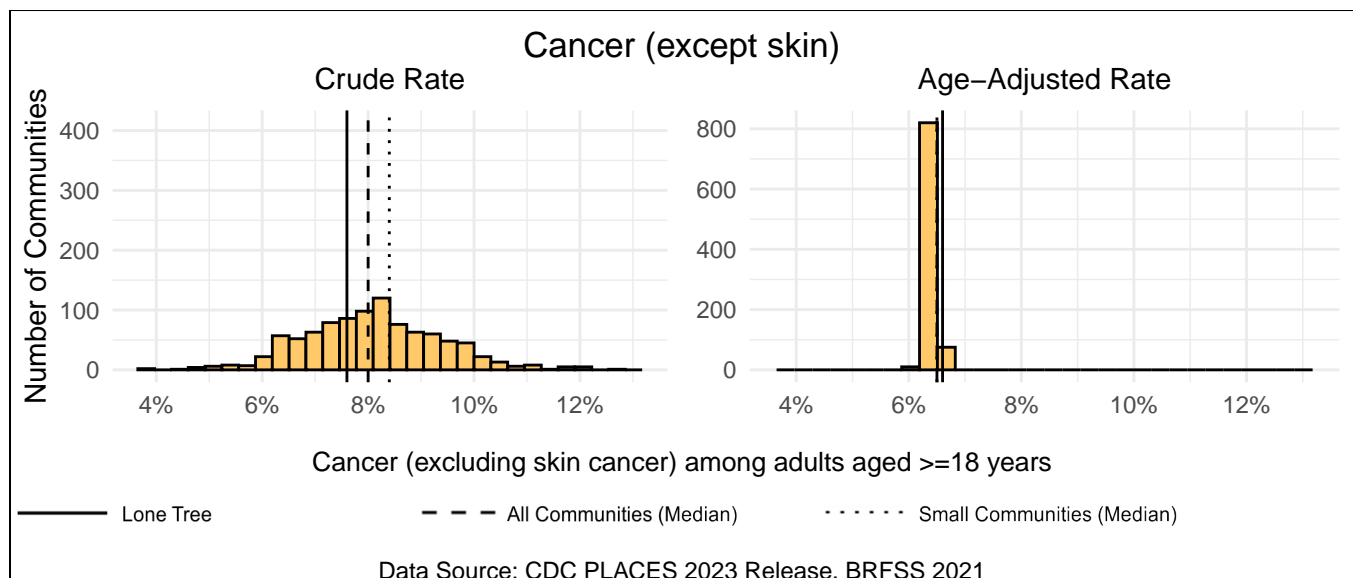 Cancer (except skin)
Crude Rate
Age−Adjusted Rate
Number of Communities
400
300
200
100
0
4%
6%
8%
10%
12%
800
600
400
200
0
4%
6%
8%
10%
12%
Cancer (excluding skin cancer) among adults aged >=18 years
Lone Tree
All Communities (Median)
Small Communities (Median)
Data Source: CDC PLACES 2023 Release, BRFSS 2021